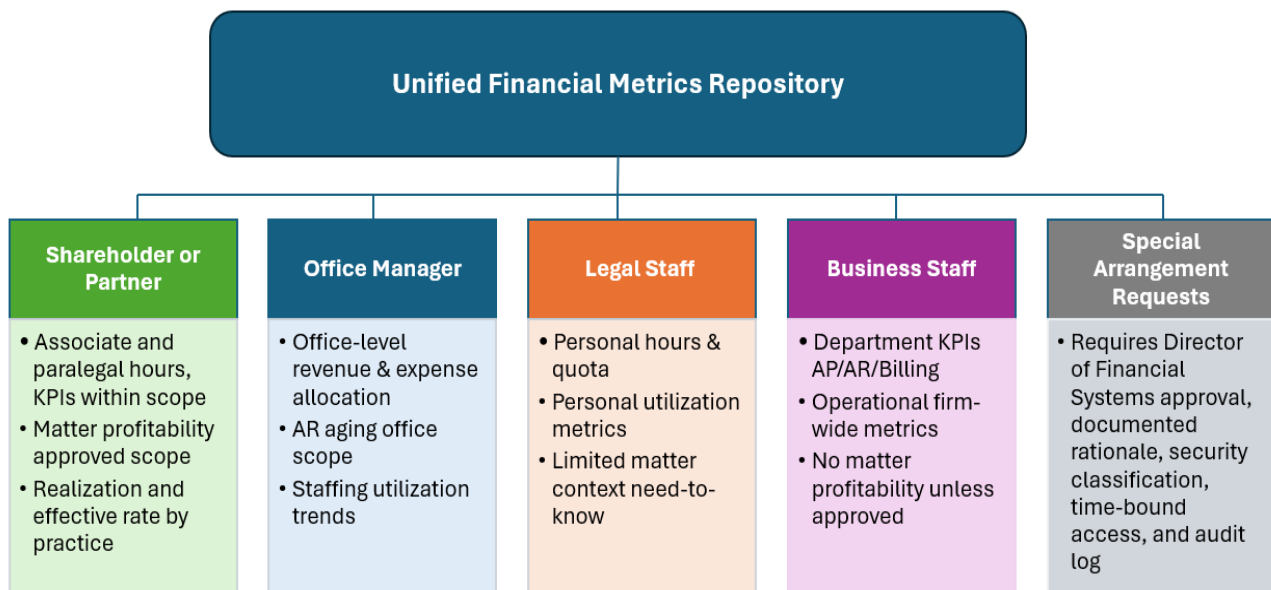 Unified Financial Metrics Repository
Shareholder or
Partner
• Associate and
paralegal hours,
KPIs within scope
• Matter profitability
approved scope
• Realization and
effective rate by
practice
Office Manager
• Office-level
revenue & expense
allocation
• AR aging office
scope
• Staffing utilization
trends
Legal Staff
• Personal hours &
quota
• Personal utilization
metrics
• Limited matter
context need-to-
know
Business Staff
• Department KPIs
AP/AR/Billing
• Operational firm-
wide metrics
• No matter
profitability unless
approved
Special
Arrangement
Requests
• Requires Director
of Financial
Systems approval,
documented
rationale, security
classification,
time-bound
access, and audit
log